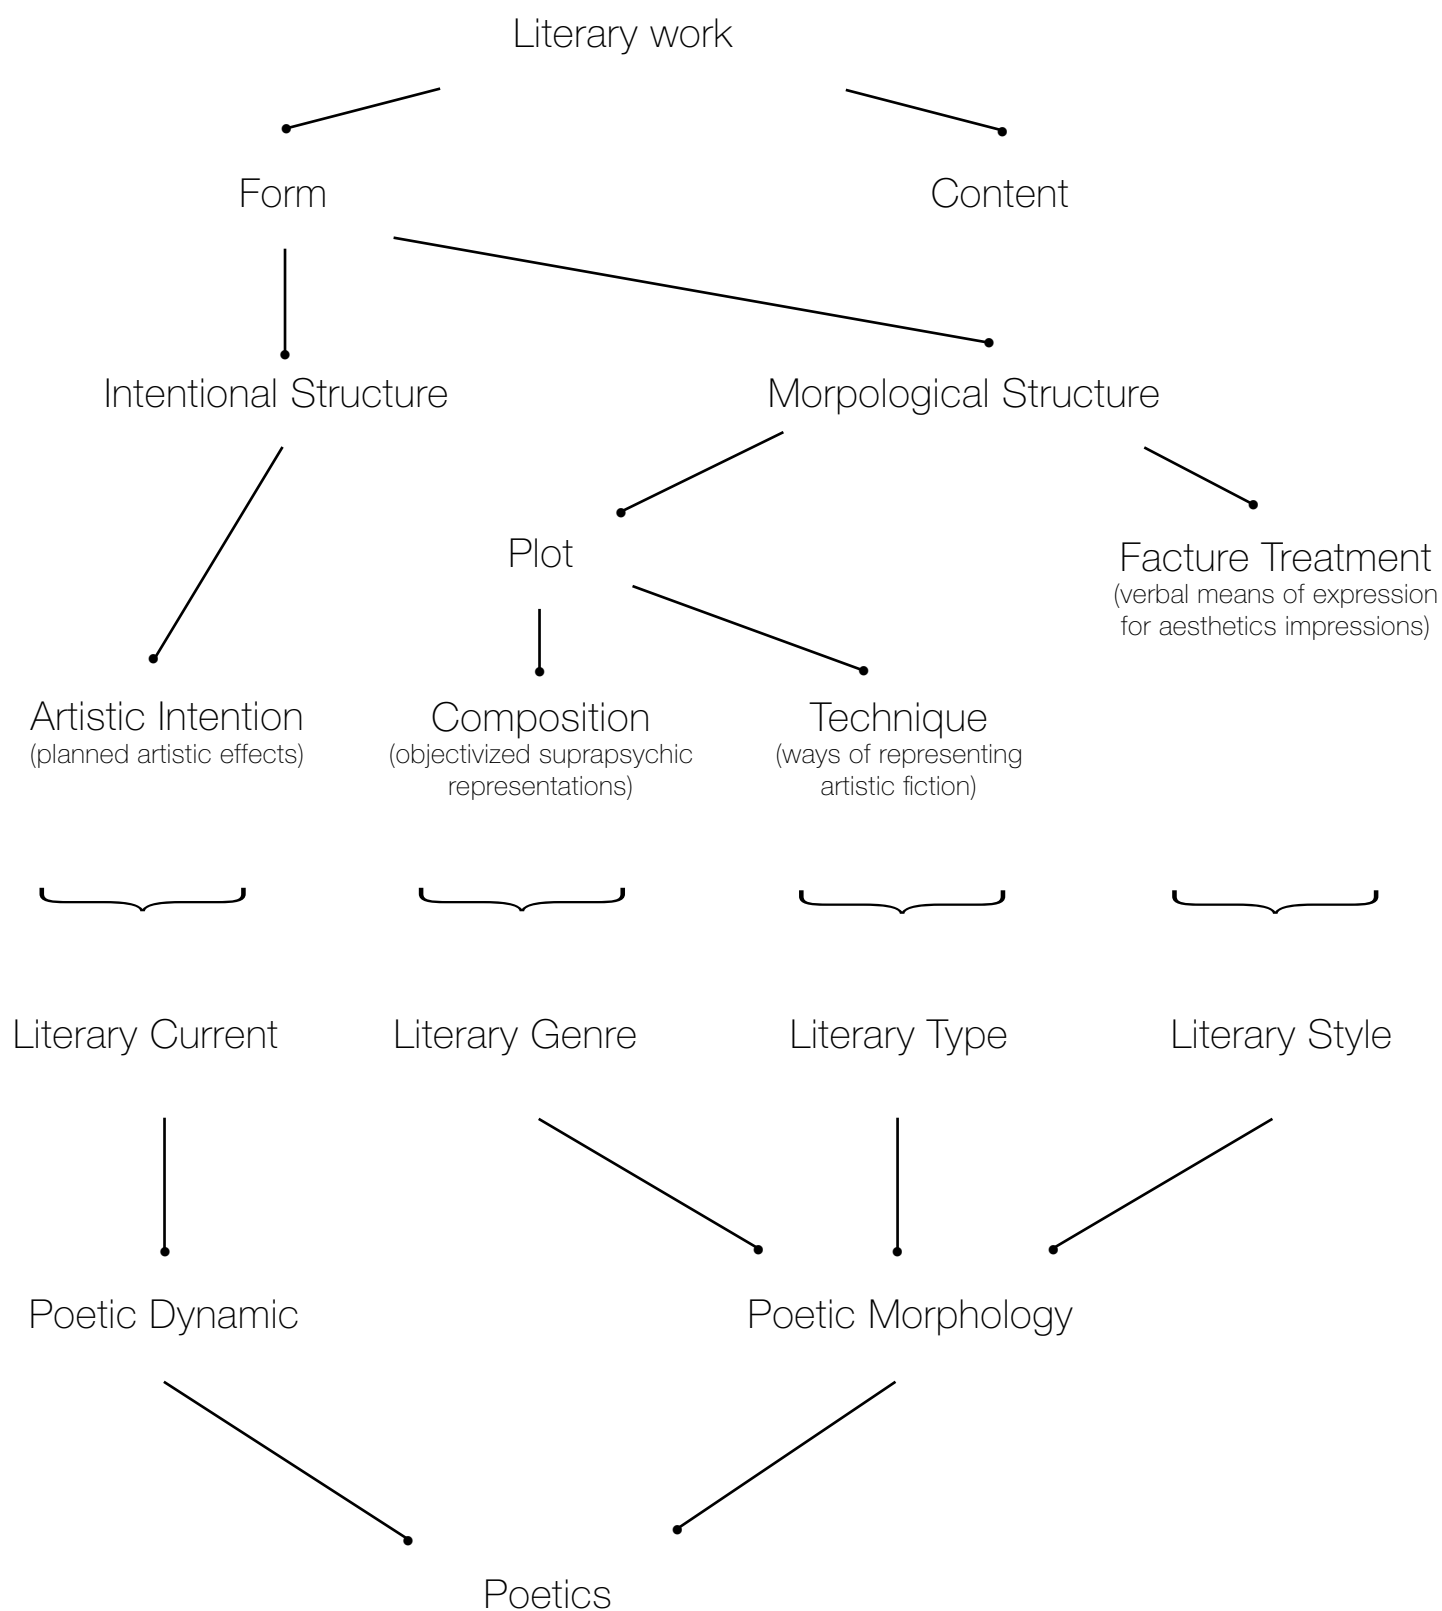 Literary work
Form
Content
Intentional Structure
Morpological Structure
Plot
Facture Treatment
(verbal means of expression
for aesthetics impressions)
Artistic Intention
(planned artistic effects)
Composition
(objectivized suprapsychic
representations)
Technique
(ways of representing
artistic fiction)
Literary Current
Literary Genre
Literary Type
Literary Style
Poetic Dynamic
Poetic Morphology
Poetics